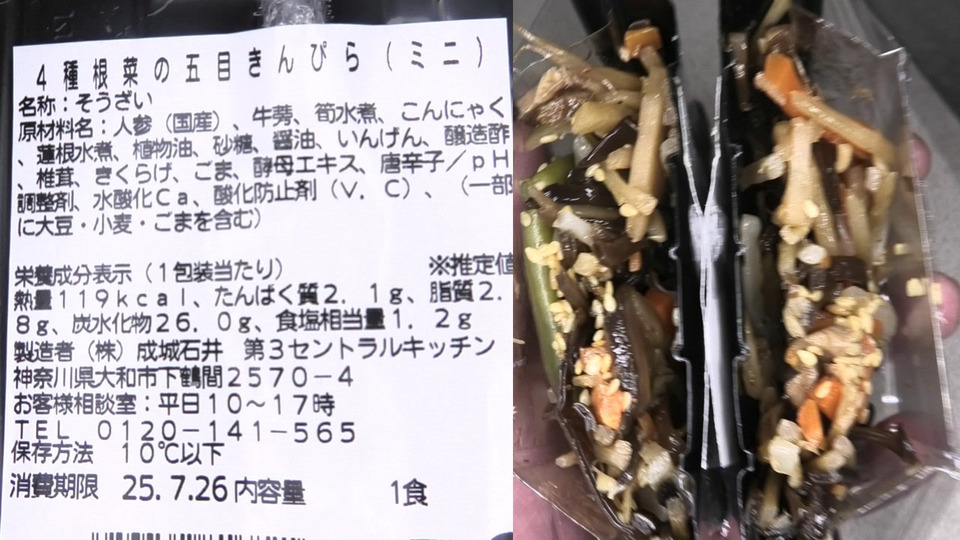 4種根菜の五目きんぴら(ミニ)
名称:そうざい
原材料名:人参(国産)、牛蒡、筍水煮、こんにゃく
、蓮根水煮、植物油、砂糖、醤油、いんげん、醸造酢
、椎茸、きくらげ、ごま、酵母エキス、唐辛子/pH
調整剤、水酸化Ca、酸化防止剤(V.C)、(一部
に大豆・小麦・ごまを含む)
栄養成分表示(1包装当たり) ※推定値
熱量119kcal、たんぱく質2.1g、脂質2.
8g、炭水化物26.0g、食塩相当量1.2g
製造者(株)成城石井 第3セントラルキッチン
神奈川県大和市下鶴間2570-4
お客様相談室:平日10~17時
TEL 0120-141-565
保存方法 10℃以下
消費期限 25.7.26 内容量 1食